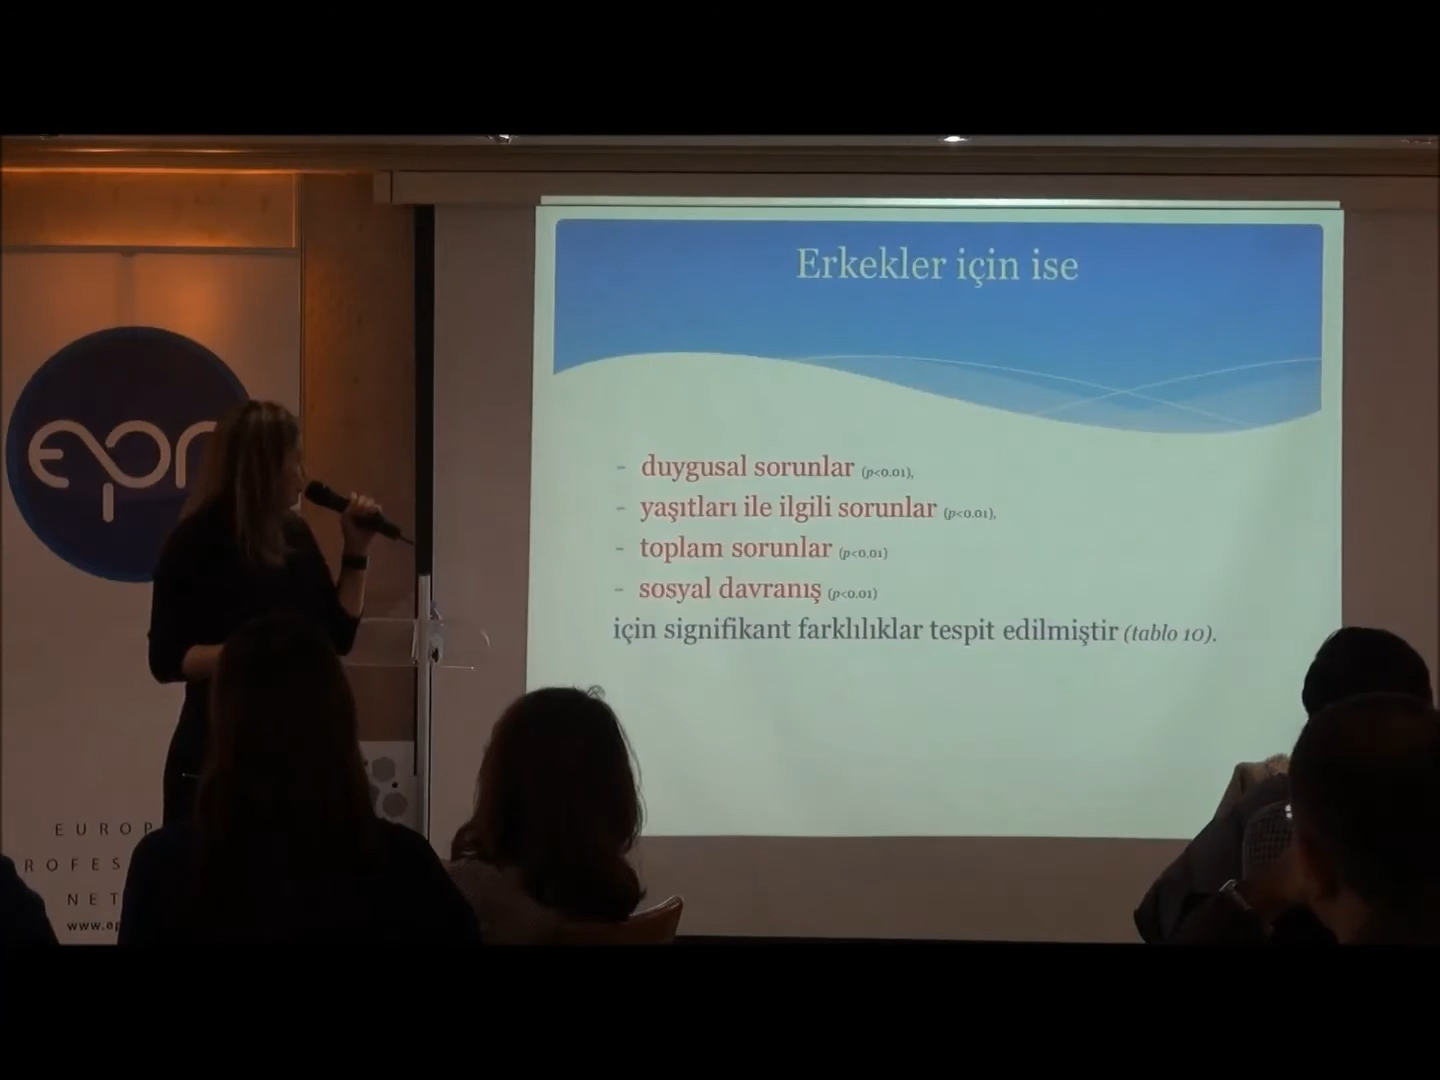 Erkekler için ise
- duygusal sorunlar (p<0.01),
- yaşıtları ile ilgili sorunlar (p<0.01),
- toplam sorunlar (p<0.01)
- sosyal davranış (p<0.01)
için signifikant farklılıklar tespit edilmiştir (tablo 10).
epn
EUROP
ROFES
NET
www.ep